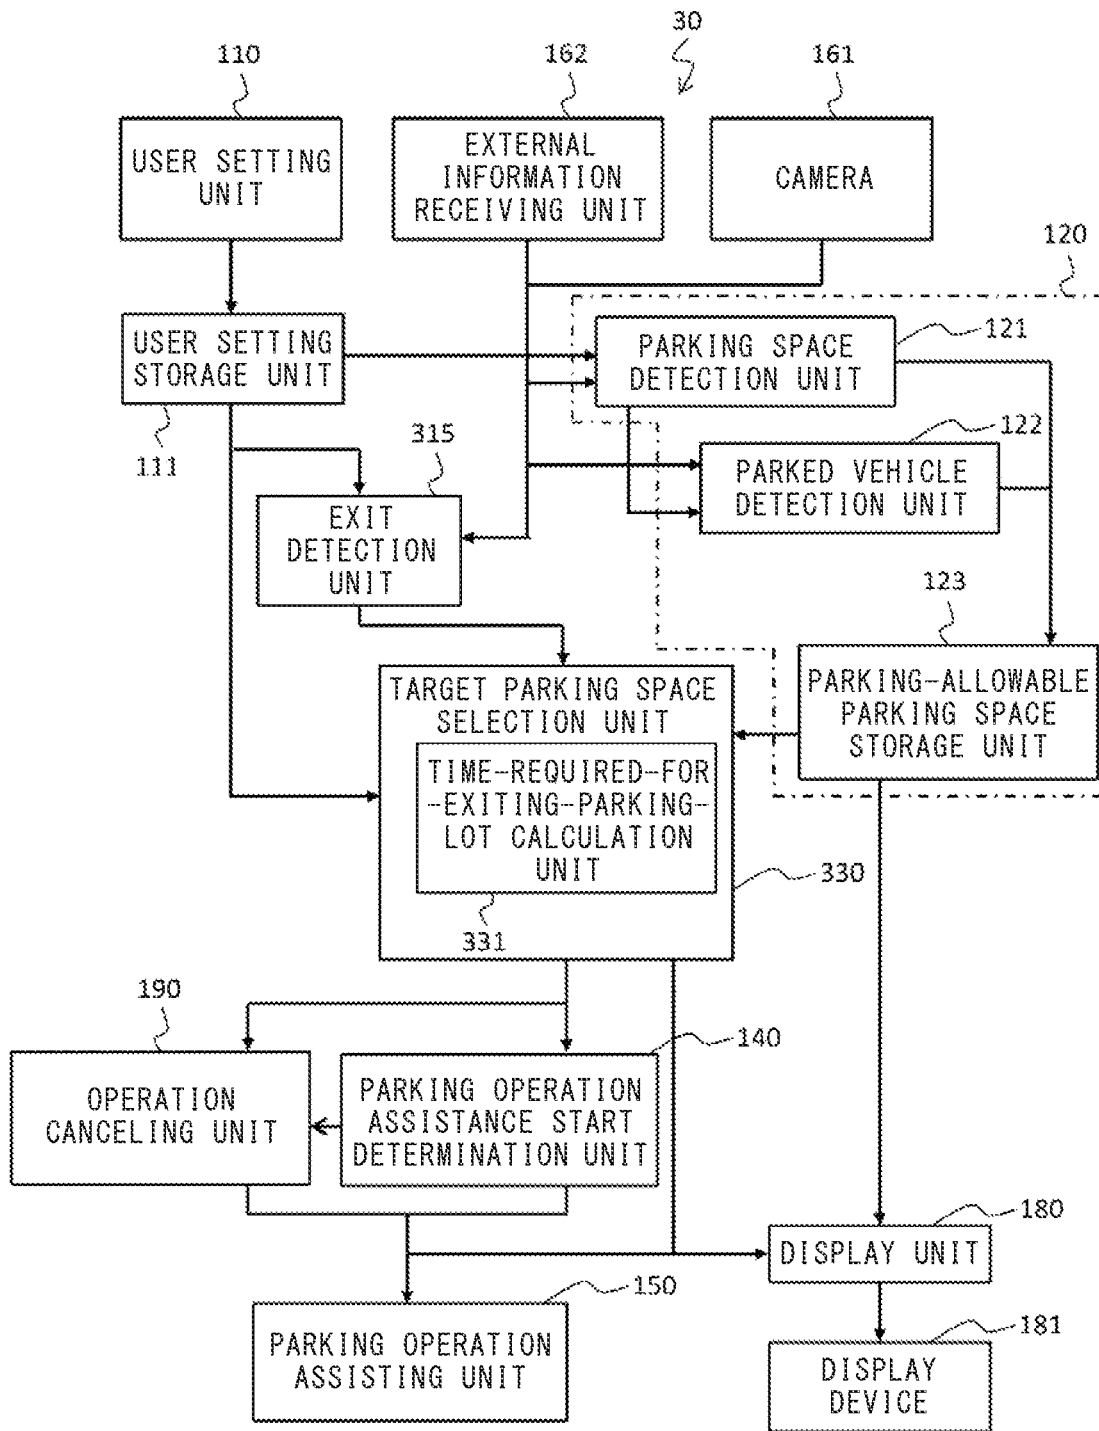 30
110
162
161
USER SETTING
UNIT
EXTERNAL
INFORMATION
RECEIVING UNIT
CAMERA
120
USER SETTING
STORAGE UNIT
PARKING SPACE
DETECTION UNIT
121
111
315
122
EXIT
DETECTION
UNIT
PARKED VEHICLE
DETECTION UNIT
123
TARGET PARKING SPACE
SELECTION UNIT
PARKING-ALLOWABLE
PARKING SPACE
STORAGE UNIT
TIME-REQUIRED-FOR-
-EXITING-PARKING-
LOT CALCULATION
UNIT
330
331
190
140
OPERATION
CANCELING UNIT
PARKING OPERATION
ASSISTANCE START
DETERMINATION UNIT
180
DISPLAY UNIT
150
PARKING OPERATION
ASSISTING UNIT
181
DISPLAY
DEVICE